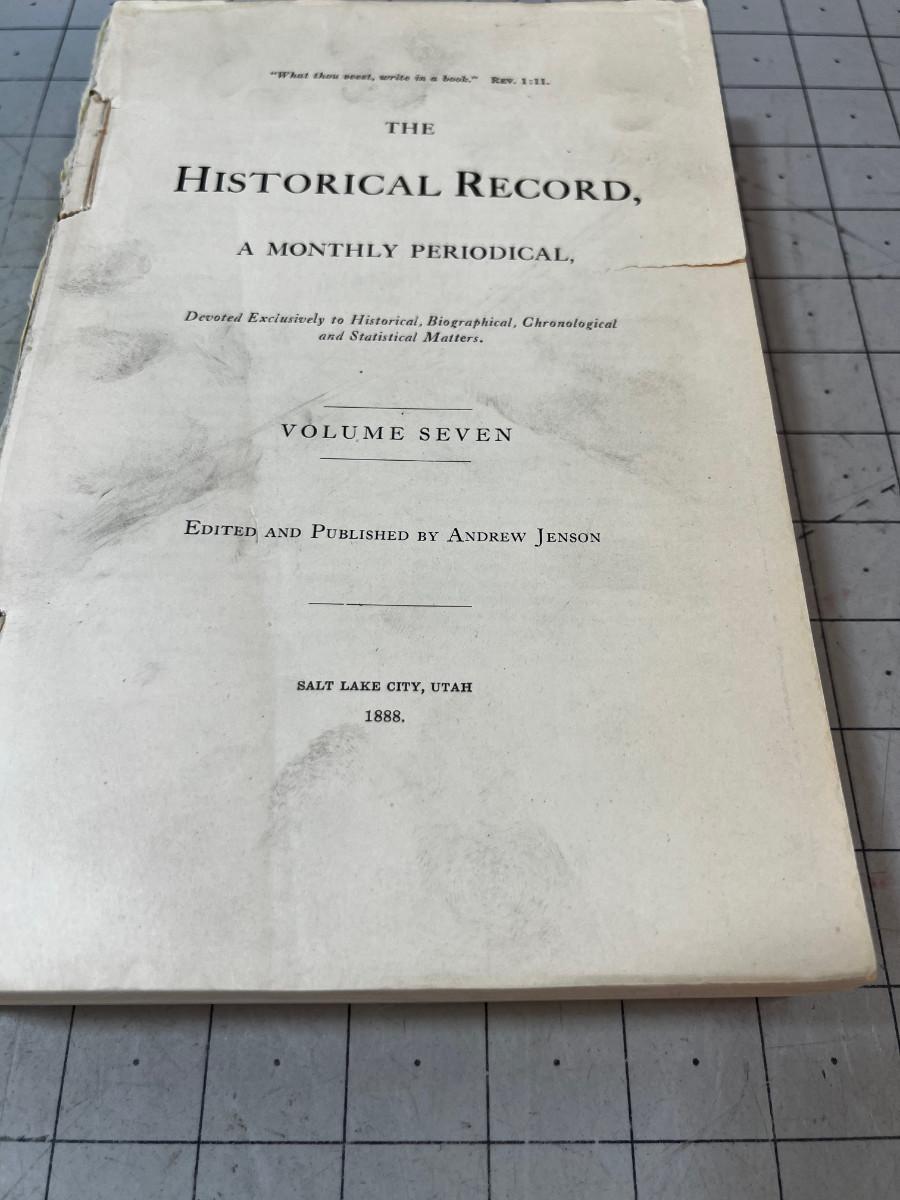 "What thou seest, write in a book." Rev. 1:11.
THE
HISTORICAL RECORD,
A MONTHLY PERIODICAL,
Devoted Exclusively to Historical, Biographical, Chronological
and Statistical Matters.
VOLUME SEVEN
EDITED AND PUBLISHED BY ANDREW JENSON
SALT LAKE CITY, UTAH
1888.